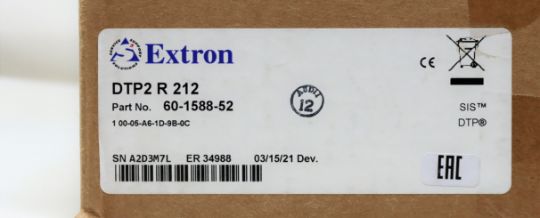 Extron
DTP2 R 212
Part No. 60-1588-52
1 00-05-A6-1D-9B-0C
SN A2D3M7L ER 34988 03/15/21 Dev.
AUDIT
12
CE
SIS™
DTP®
EAC